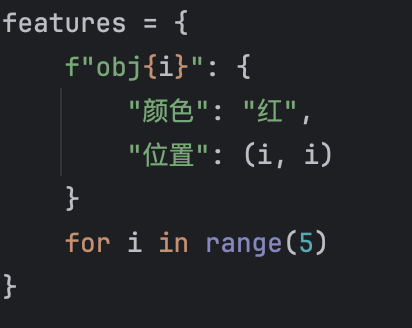 features = {
    f"obj{i}": {
        "颜色": "红",
        "位置": (i, i)
    }
    for i in range(5)
}